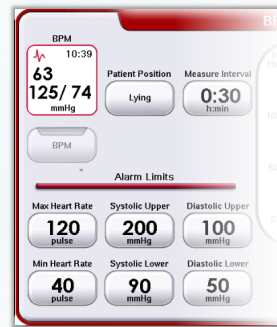 BPM
10:39
63
125/ 74
mmHg
Patient Position
Lying
Measure Interval
0:30
h:min
BPM
Alarm Limits
Max Heart Rate
120
pulse
Systolic Upper
200
mmHg
Diastolic Upper
100
mmHg
Min Heart Rate
40
pulse
Systolic Lower
90
mmHg
Diastolic Lower
50
mmHg